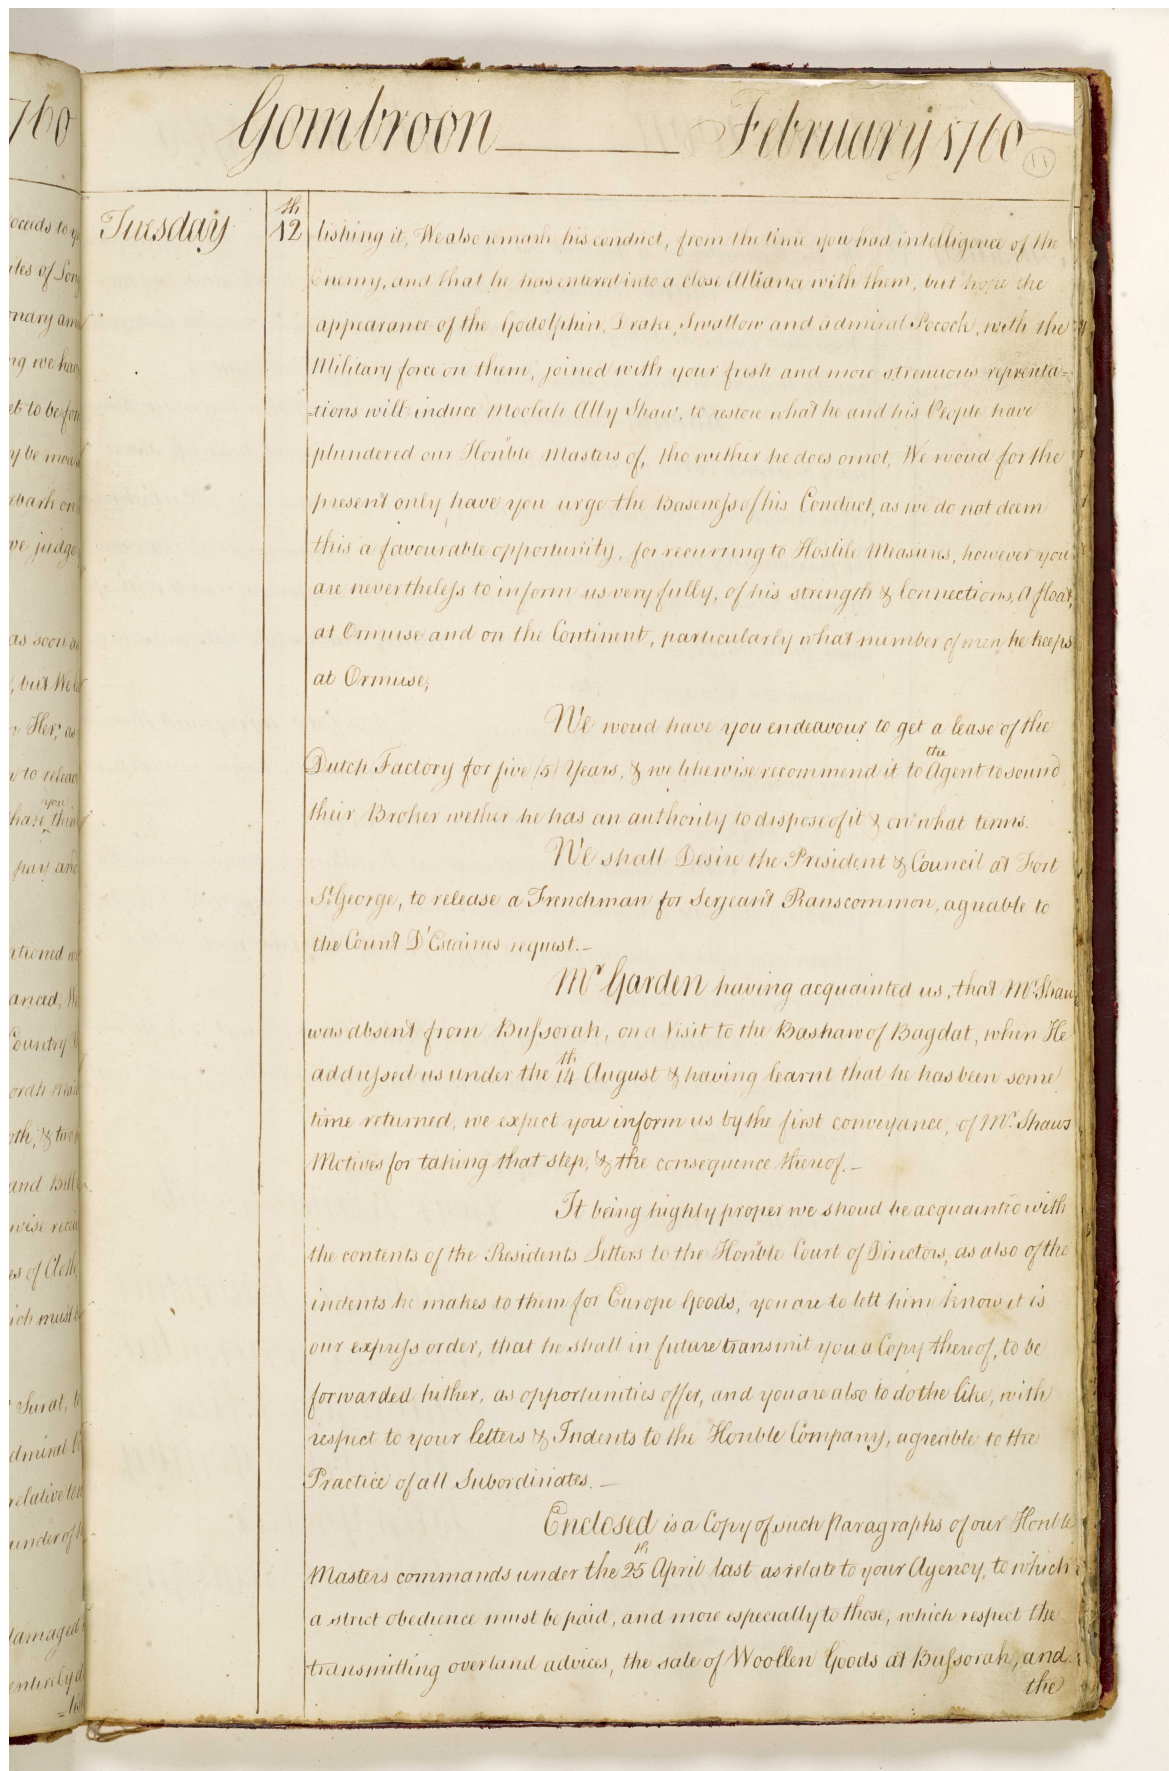 Gombroon February 1760
11
Tuesday 12th
lishing it, We also remark his conduct, from the time you had intelligence of the
Enemy, and that he has entered into a close Alliance with them, but hope the
appearance of the Godolphin, Drake, Swallow and admiral Pocock, with the
Military force on them, joined with your fresh and more strenuous reprenta=
=tions will induce Moolah Ally Shaw, to restore what he and his People have
plundered our Honble Masters of, tho wether he does or not, We woud for the
present only have you urge the Baseness of his Conduct, as we do not deem
this a favourable opportunity, for recurring to Hostile Measures, however you
are nevertheless to inform us very fully, of his strength & Connections, Afloat,
at Ormuse and on the Continent, particularly what number of men he keeps
at Ormuse;
We woud have you endeavour to get a lease of the
Dutch Factory for five (5) Years, & we likewise recommend it to the Agent to sound
their Broker wether he has an authority to dispose of it & on what terms.
We shall Desire the President & Council at Fort
St. George, to release a Frenchman for Serjeant Ranscommon, agreable to
the Count D'Estaines request.-
Mr Garden having acquainted us, that Mr. Shaw
was absent from Bussorah, on a Visit to the Bashaw of Bagdat, when He
addressed us under the 14th August & having learnt that he has been some
time returned, we expect you inform us by the first conveyance, of Mr. Shaws
Motives for taking that step, & the consequence thereof.-
It being highly proper we shoud be acquainted with
the contents of the Residents Letters to the Honble Court of Directors, as also of the
indents he makes to them for Europe Goods, you are to lett him know it is
our express order, that he shall in future transmit you a Copy thereof, to be
forwarded hither, as opportunities offer, and you are also to do the like, with
respect to your letters & Indents to the Honble Company, agreable to the
Practice of all Subordinates.-
Enclosed is a Copy of such Paragraphs of our Honble
Masters commands under the 25th April last as relate to your Agency, to which
a strict obedience must be paid, and more especially to those, which respect the
transmitting overland advices, the sale of Woollen Goods at Bussorah, and
the